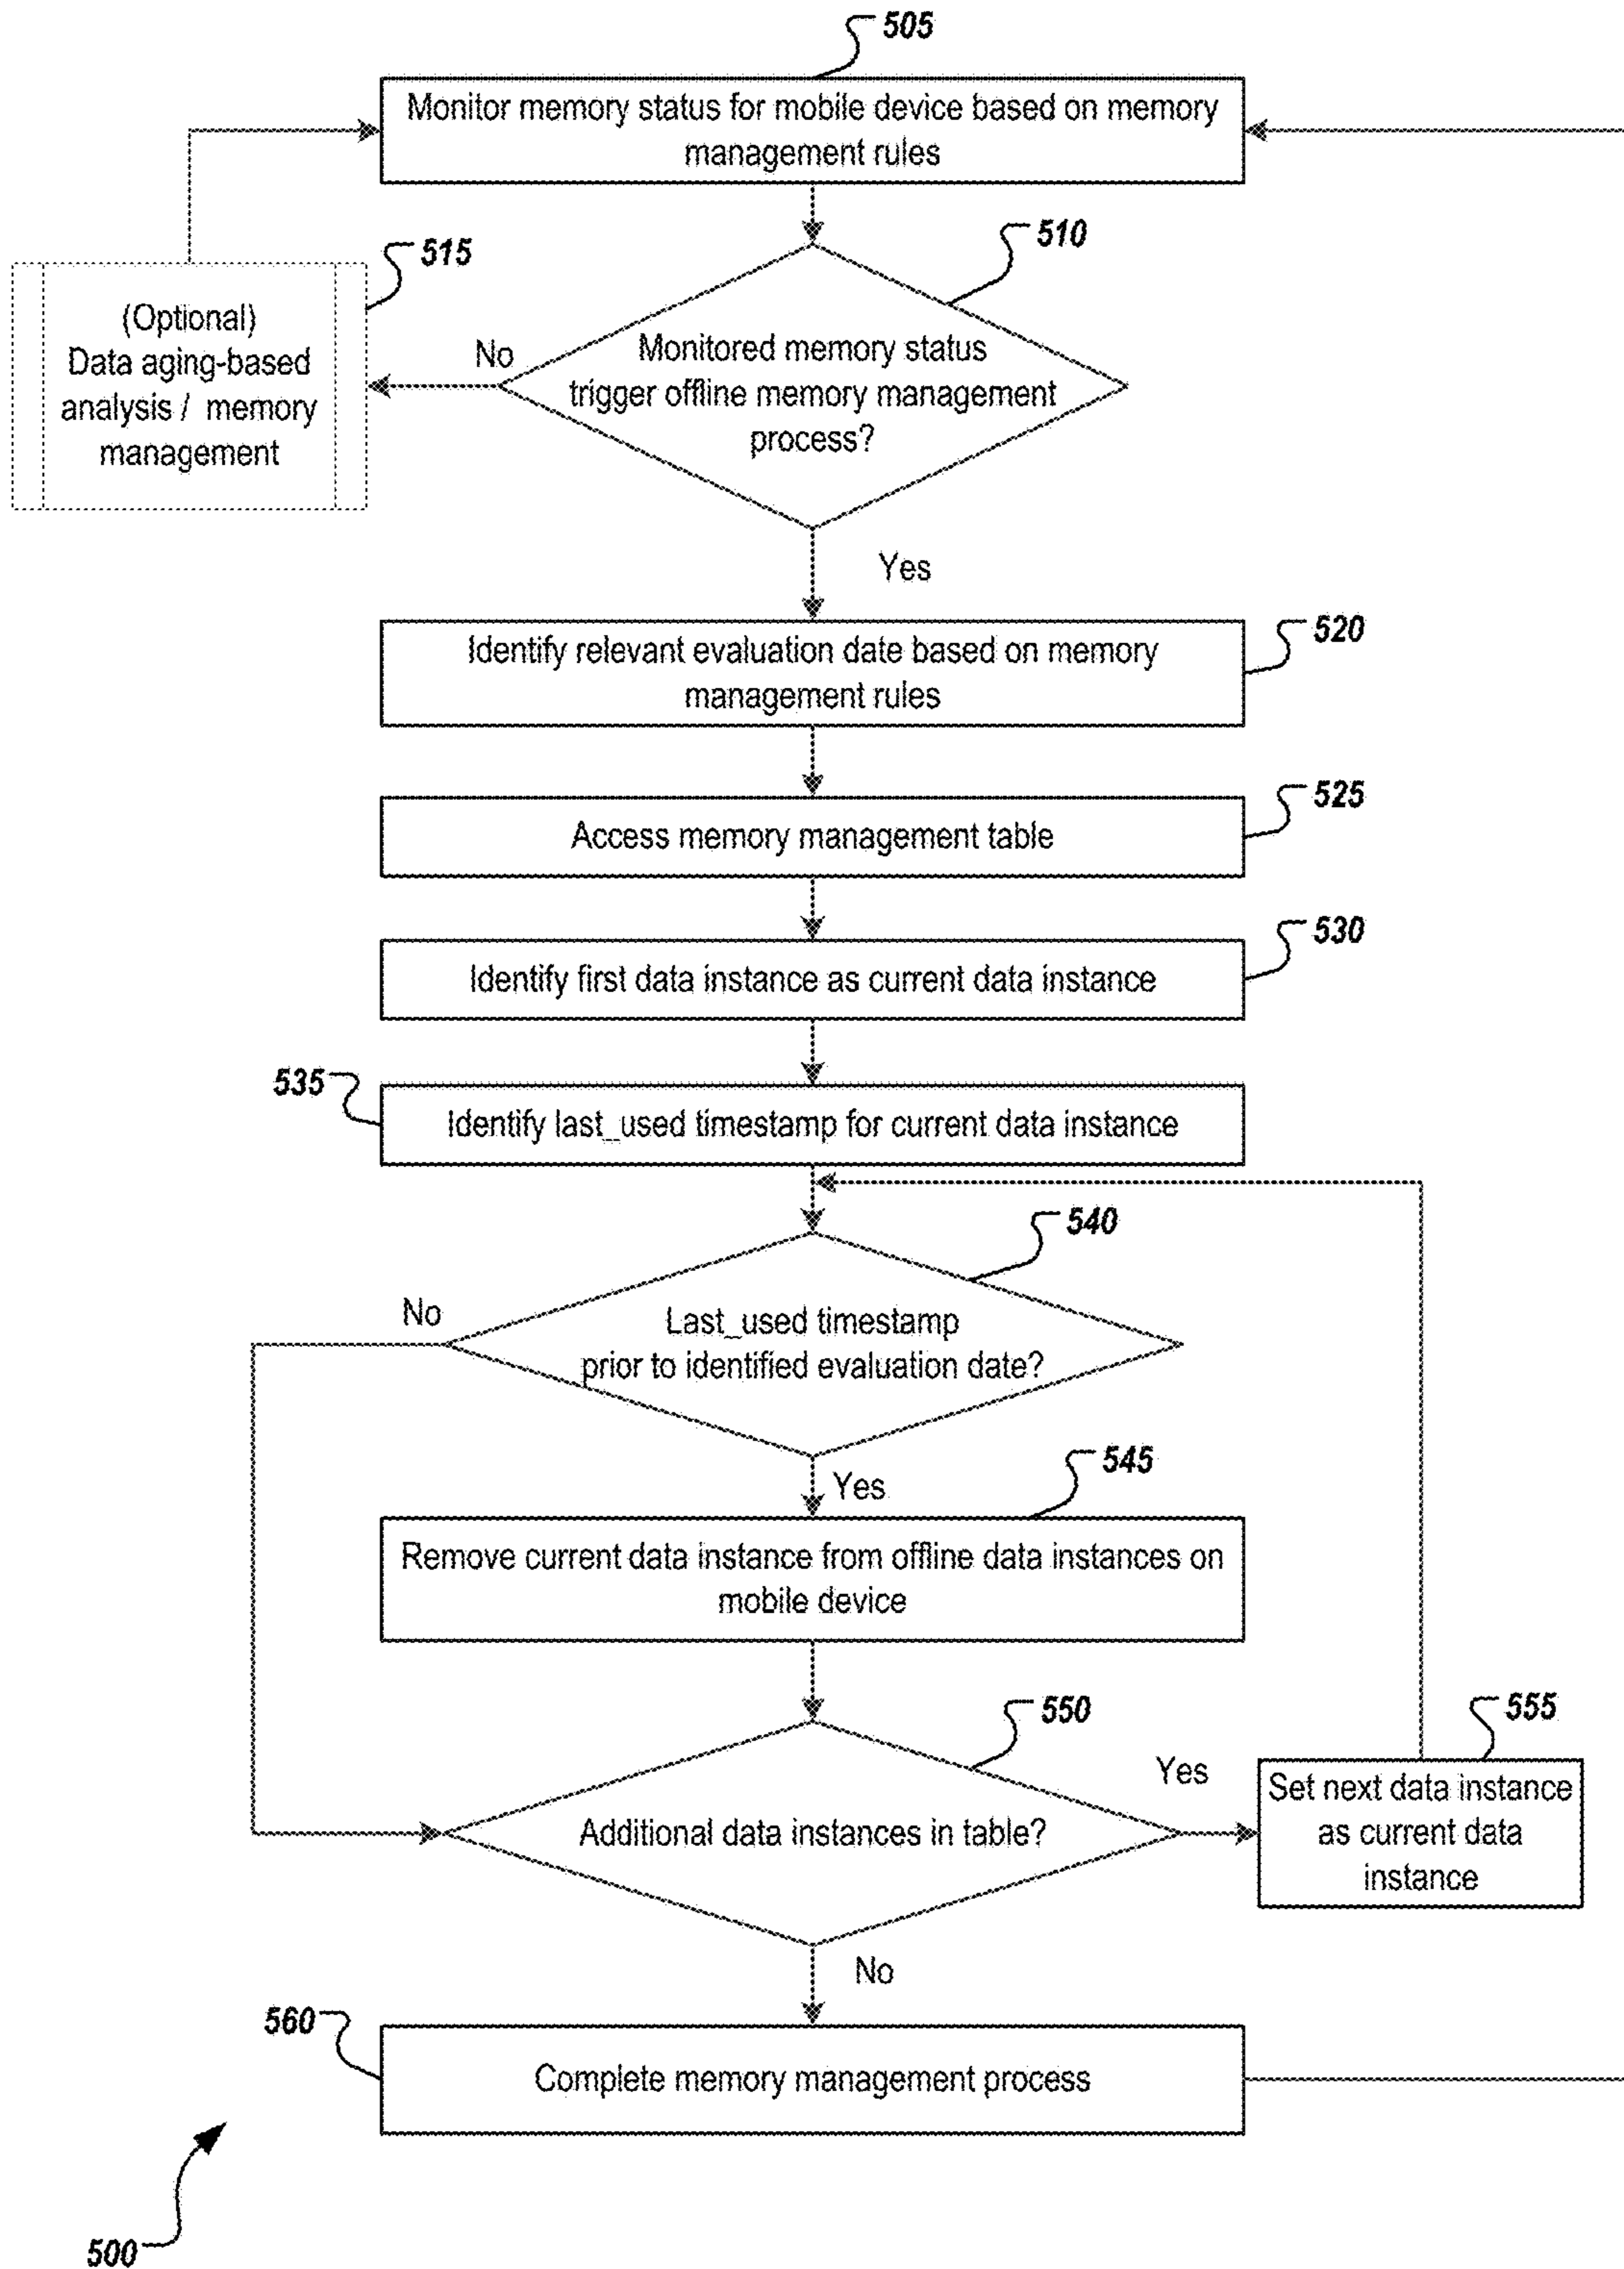 505
Monitor memory status for mobile device based on memory
management rules
510
515
(Optional)
Data aging-based
analysis / memory
management
No
Monitored memory status
trigger offline memory management
process?
Yes
520
Identify relevant evaluation date based on memory
management rules
525
Access memory management table
530
Identify first data instance as current data instance
535
Identify last_used timestamp for current data instance
540
No
Last_used timestamp
prior to identified evaluation date?
545
Yes
Remove current data instance from offline data instances on
mobile device
550
555
Yes
Set next data instance
as current data
instance
Additional data instances in table?
No
560
Complete memory management process
500